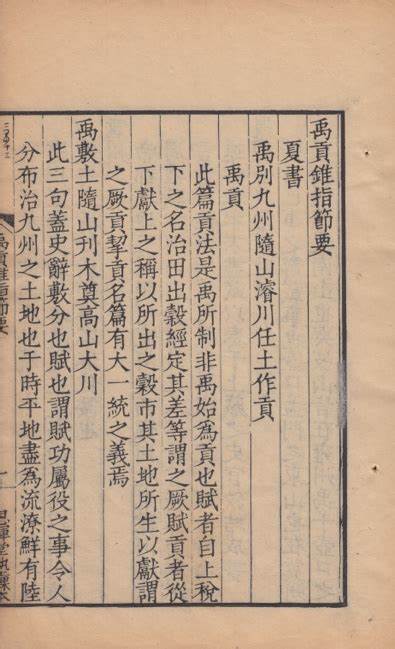 禹貢錐指節要
夏書
禹別九州隨山濬川任土作貢
禹貢
此篇貢法是禹所制非禹始為貢也賦者自上稅
下之名治田出穀經定其差等謂之厥賦貢者從
下獻上之稱以所出之穀市其土地所生以獻謂
之厥貢挈貢名篇有大一統之義焉
禹敷土隨山刊木奠高山大川
此三句蓋史辭敷分也賦也謂賦功屬役之事令人
分布治九州之土地也于時平地盡為流潦鮮有陸
禹貢錐指節要